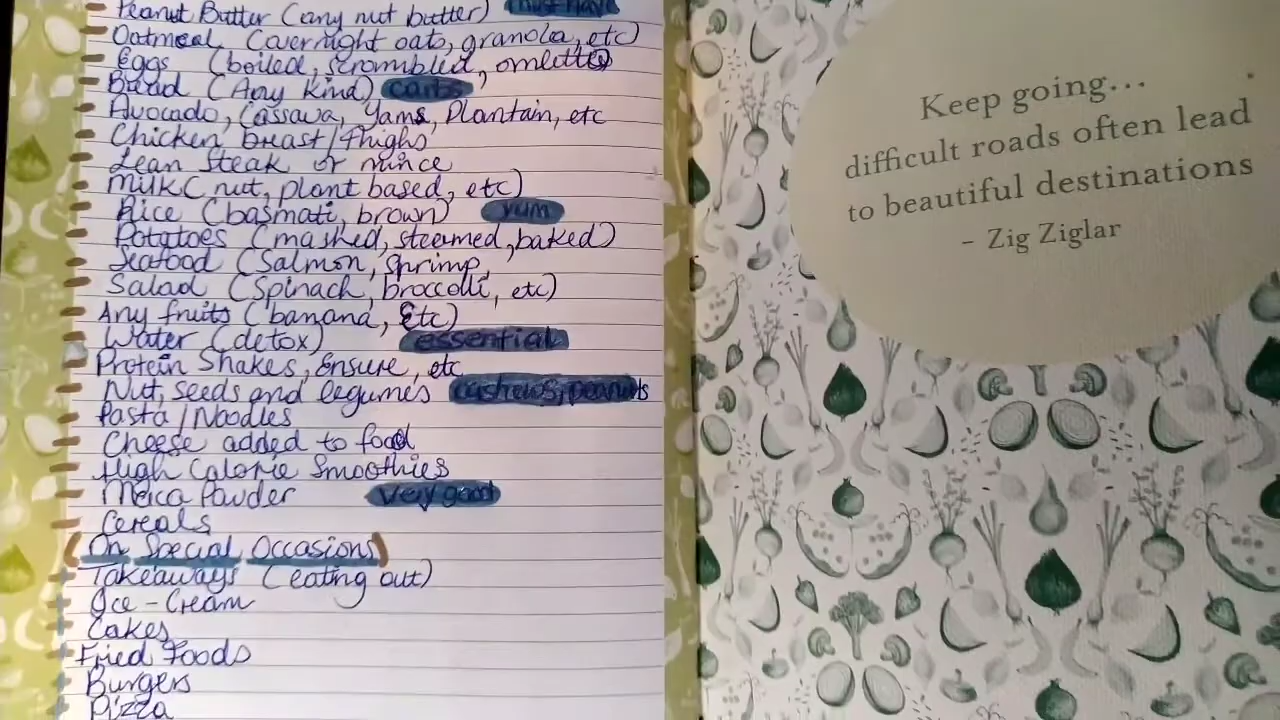 Peanut Butter (any nut butter) must have
Oatmeal (overnight oats, granola, etc)
Eggs (boiled, scrambled, omlette)
Bread (Any kind) carbs
Avocado, Cassava, Yams, Plantain, etc
Chicken breast/thighs
Lean Steak or mince
Milk (nut, plant based, etc)
Rice (basmati, brown) yum
Potatoes (mashed, steamed, baked)
Seafood (Salmon, shrimp,
Salad (Spinach, broccoli, etc)
Any fruits (banana, Etc)
Water (detox) essential
Protein Shakes, Ensure, etc
Nut, seeds and legumes cashews, peanuts
Pasta/Noodles
Cheese added to food
High Calorie Smoothies
Maca Powder Very good
Cereals
(On Special Occasions)
Takeaways (eating out)
Ice-Cream
Cakes
Fried Foods
Burgers
Pizza
Keep going...
difficult roads often lead
to beautiful destinations
- Zig Ziglar